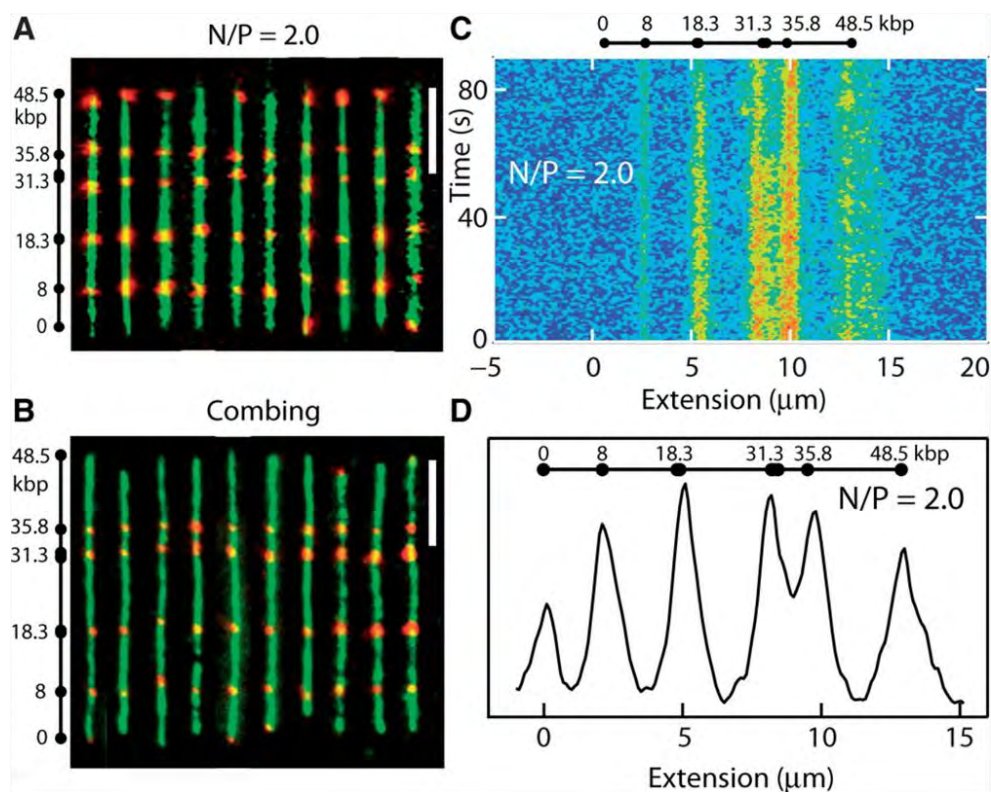 A
N/P = 2.0
48.5
kbp
35.8
31.3
18.3
8
0
B
Combing
48.5
kbp
35.8
31.3
18.3
8
0
C
0 8 18.3 31.3 35.8 48.5 kbp
Time (s)
80
40
0
N/P = 2.0
−5 0 5 10 15 20
Extension (μm)
D
0 8 18.3 31.3 35.8 48.5 kbp
N/P = 2.0
0 5 10 15
Extension (μm)